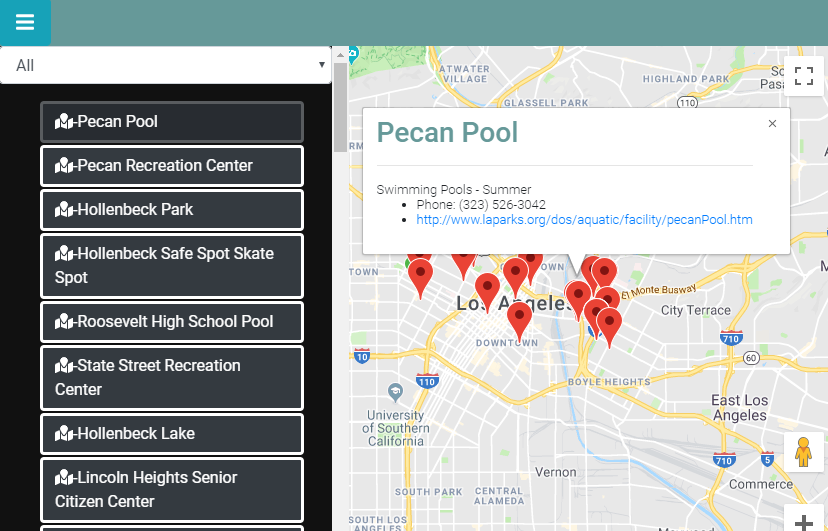 All
-Pecan Pool
-Pecan Recreation Center
-Hollenbeck Park
-Hollenbeck Safe Spot Skate
Spot
-Roosevelt High School Pool
-State Street Recreation
Center
-Hollenbeck Lake
-Lincoln Heights Senior
Citizen Center
ATWATER
VILLAGE
HIGHLAND PARK
GLASSELL PARK
110
Pecan Pool
×
Swimming Pools - Summer
Phone: (323) 526-3042
http://www.laparks.org/dos/aquatic/facility/pecanPool.htm
TOWN
TOWN
El Monte Busway
Los Angeles
City Terrace
DOWNTOWN
710
10
60
110
BOYLE HEIGHTS
East Los
Angeles
University
of Southern
California
710
5
Vernon
Commerce
SOUTH PARK
CENTRAL
ALAMEDA
SOUTH LOS